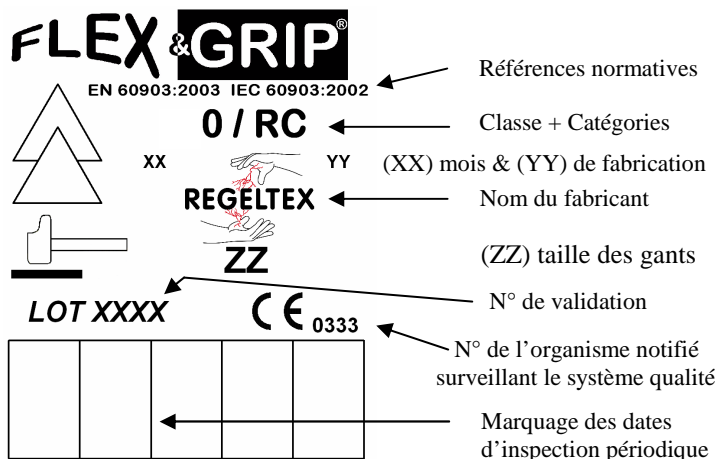 FLEX & GRIP®
EN 60903:2003 IEC 60903:2002
Références normatives
0 / RC
Classe + Catégories
XX
YY
(XX) mois & (YY) de fabrication
REGELTEX
Nom du fabricant
ZZ
(ZZ) taille des gants
LOT XXXX
N° de validation
CE 0333
N° de l'organisme notifié
surveillant le système qualité
Marquage des dates
d'inspection périodique